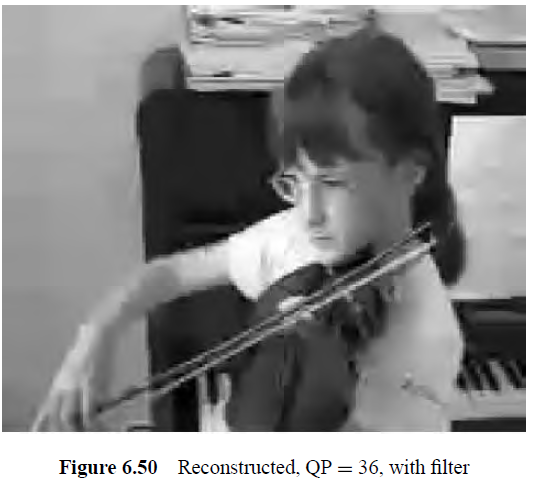 Figure 6.50 Reconstructed, QP = 36, with filter